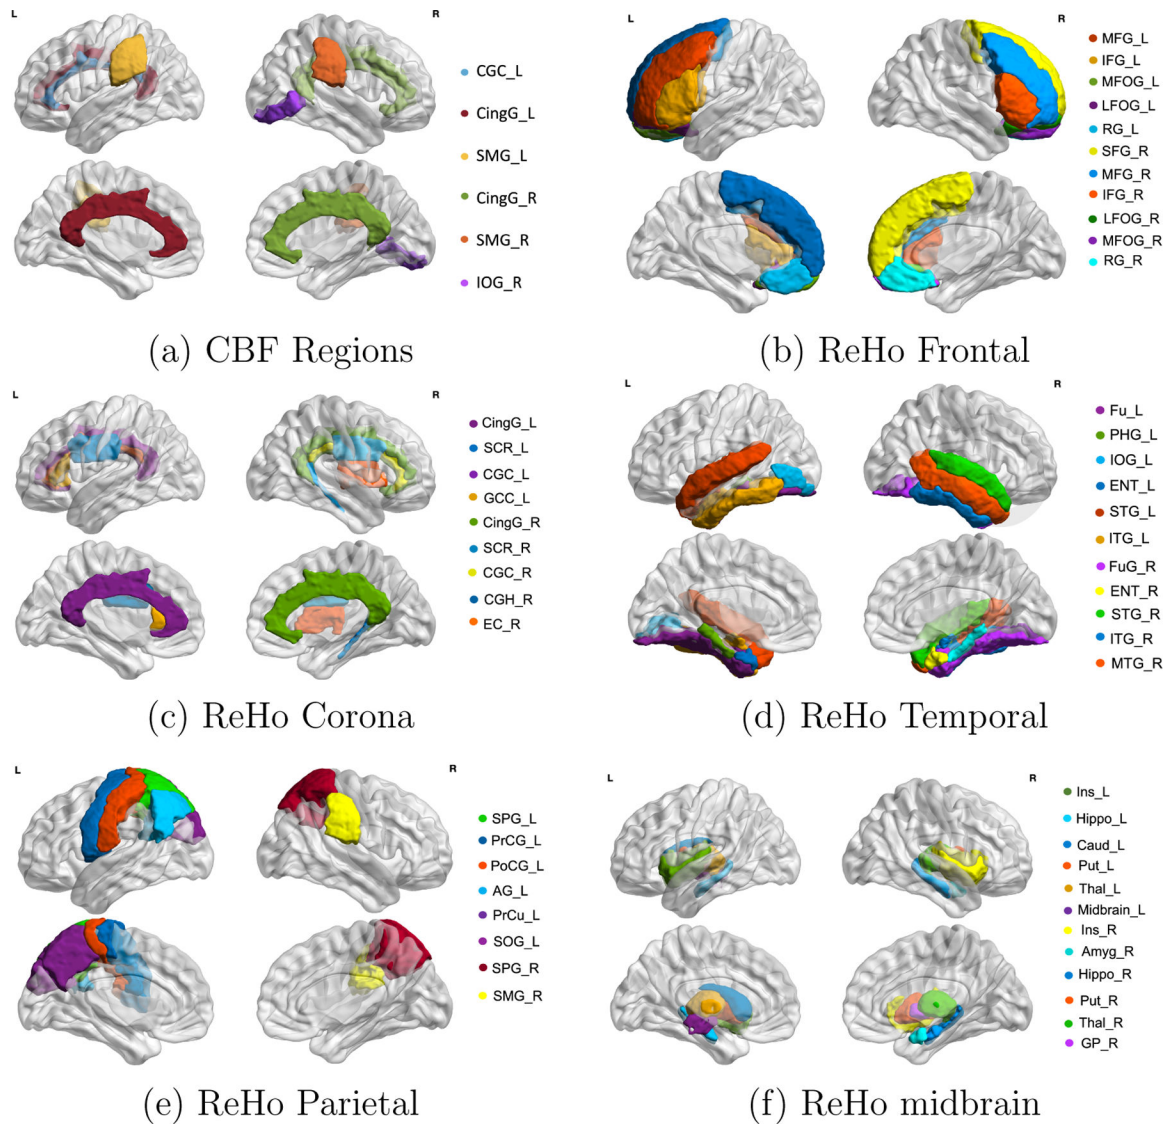 L
R
CGC_L
CingG_L
SMG_L
CingG_R
SMG_R
IOG_R
(a) CBF Regions
L
R
MFG_L
IFG_L
MFOG_L
LFOG_L
RG_L
SFG_R
MFG_R
IFG_R
LFOG_R
MFOG_R
RG_R
(b) ReHo Frontal
L
R
CingG_L
SCR_L
CGC_L
GCC_L
CingG_R
SCR_R
CGC_R
CGH_R
EC_R
(c) ReHo Corona
L
R
Fu_L
PHG_L
IOG_L
ENT_L
STG_L
ITG_L
FuG_R
ENT_R
STG_R
ITG_R
MTG_R
(d) ReHo Temporal
L
R
SPG_L
PrCG_L
PoCG_L
AG_L
PrCu_L
SOG_L
SPG_R
SMG_R
(e) ReHo Parietal
L
R
Ins_L
Hippo_L
Caud_L
Put_L
Thal_L
Midbrain_L
Ins_R
Amyg_R
Hippo_R
Put_R
Thal_R
GP_R
(f) ReHo midbrain